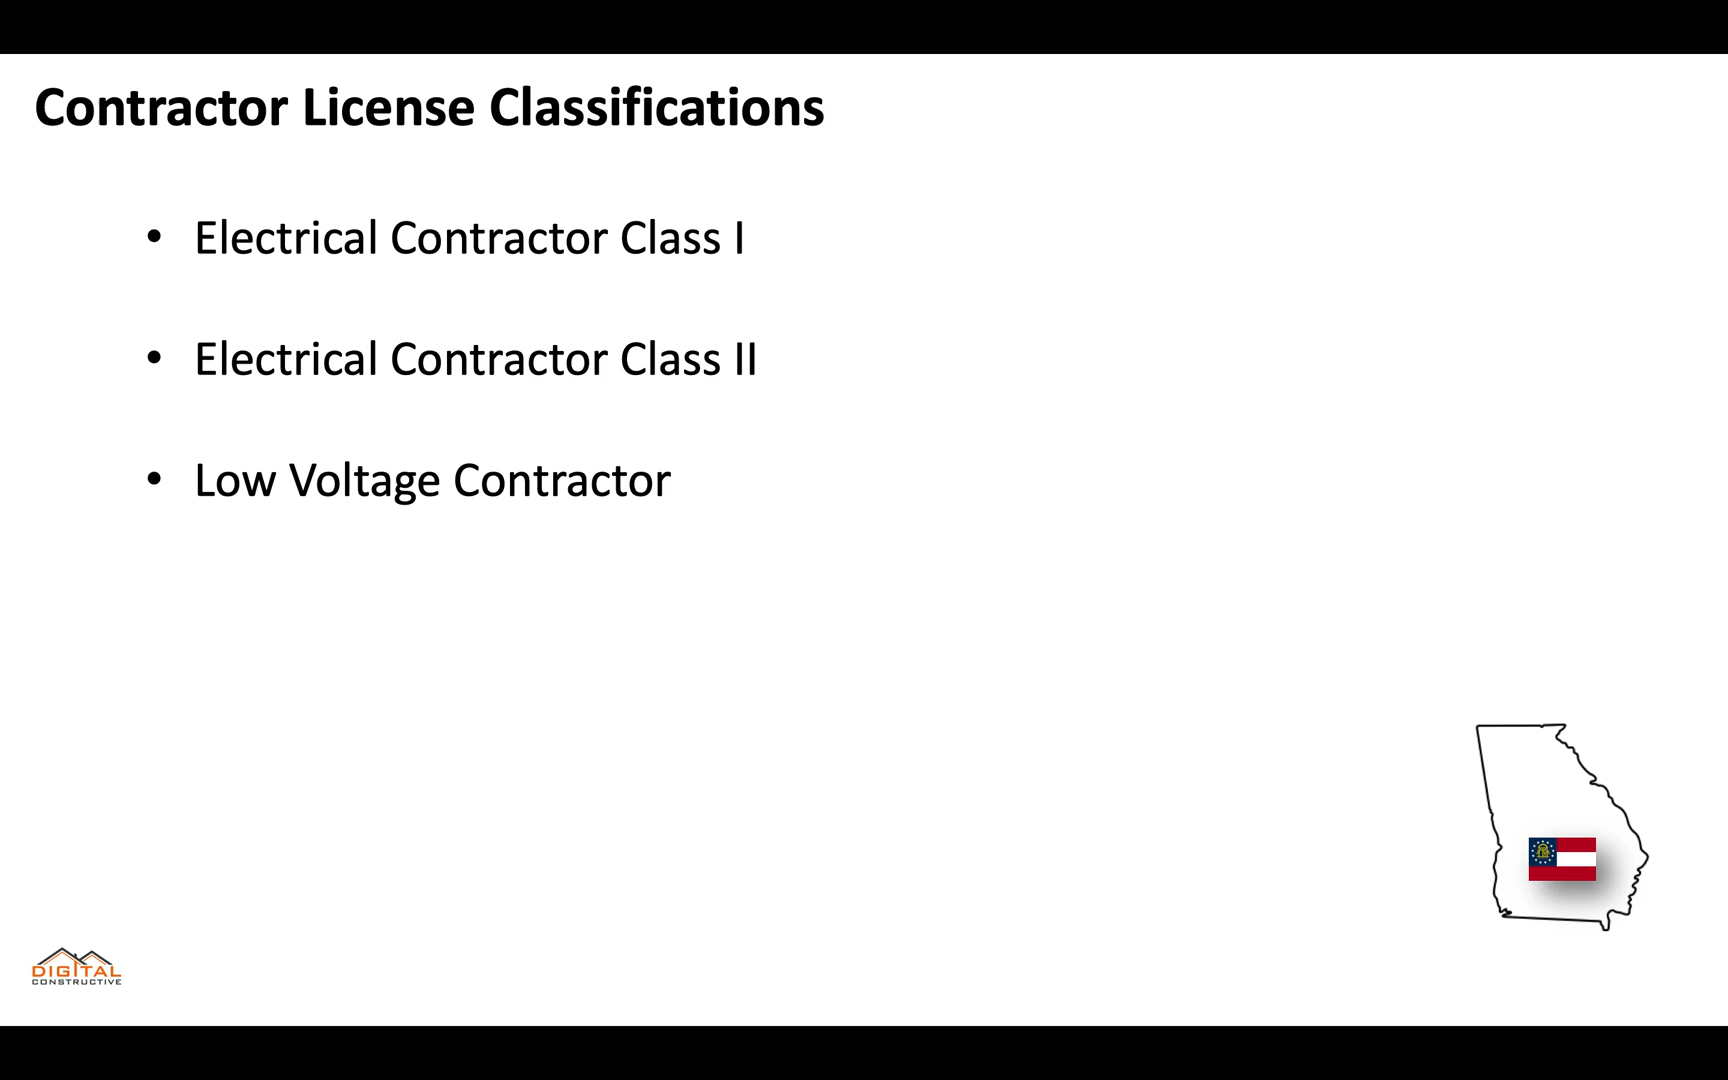 Contractor License Classifications
• Electrical Contractor Class I
• Electrical Contractor Class II
• Low Voltage Contractor
DIGITAL
CONSTRUCTIVE